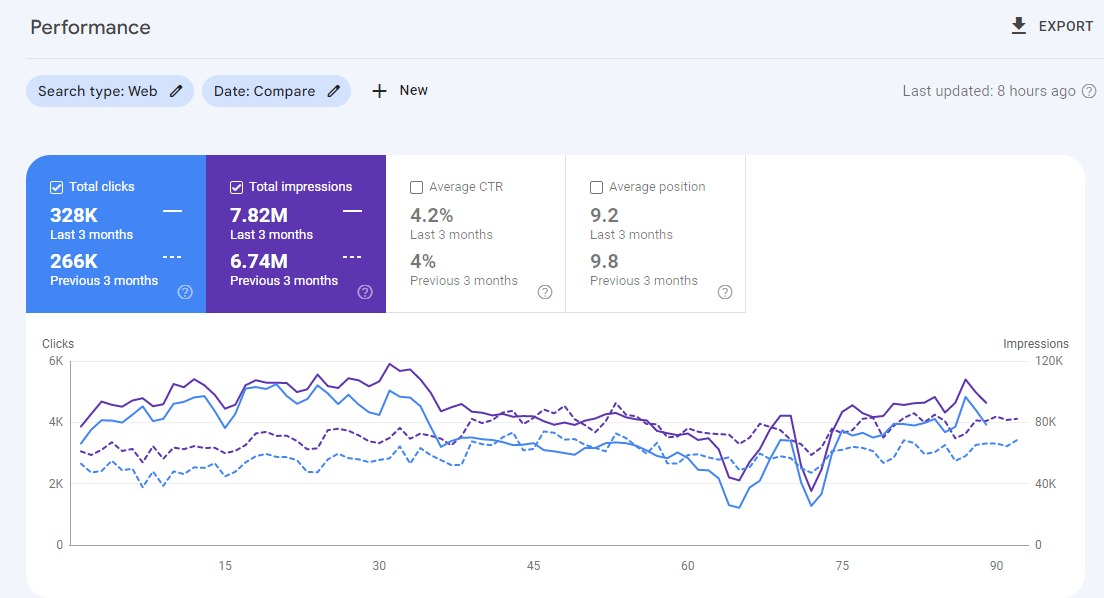 Performance
EXPORT
Search type: Web
Date: Compare
New
Last updated: 8 hours ago
Total clicks
328K
Last 3 months
266K
Previous 3 months
Total impressions
7.82M
Last 3 months
6.74M
Previous 3 months
Average CTR
4.2%
Last 3 months
4%
Previous 3 months
Average position
9.2
Last 3 months
9.8
Previous 3 months
Clicks
Impressions
6K
120K
4K
80K
2K
40K
0
0
15
30
45
60
75
90